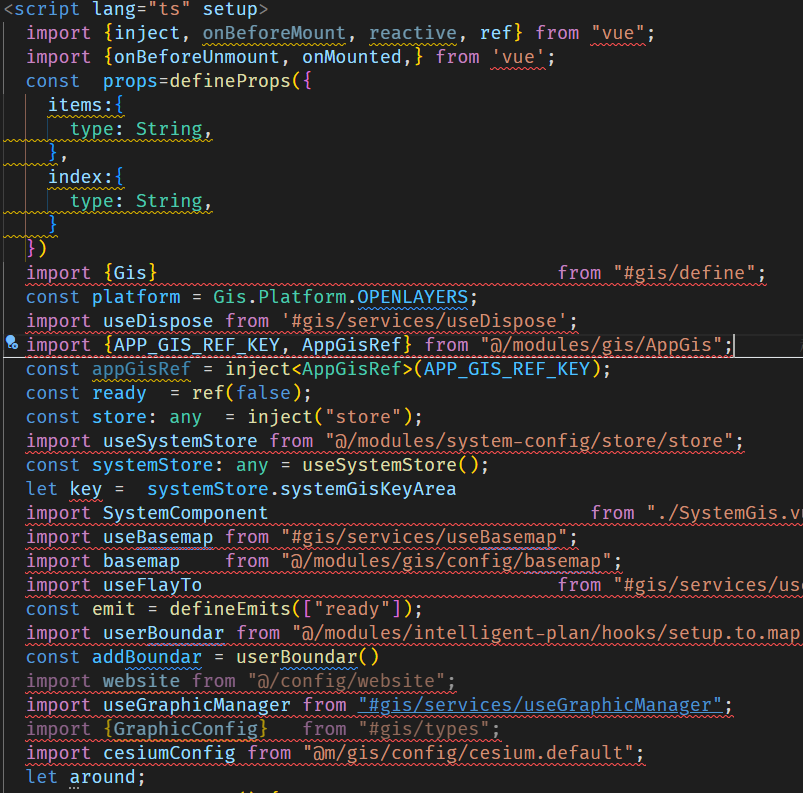 <script lang="ts" setup>
import {inject, onBeforeMount, reactive, ref} from "vue";
import {onBeforeUnmount, onMounted,} from 'vue';
const  props=defineProps({
items:{
type: String,
},
index:{
type: String,
}
})
import {Gis} from "#gis/define";
const platform = Gis.Platform.OPENLAYERS;
import useDispose from '#gis/services/useDispose';
import {APP_GIS_REF_KEY, AppGisRef} from "@/modules/gis/AppGis";
const appGisRef = inject<AppGisRef>(APP_GIS_REF_KEY);
const ready  = ref(false);
const store: any  = inject("store");
import useSystemStore from "@/modules/system-config/store/store";
const systemStore: any = useSystemStore();
let key =  systemStore.systemGisKeyArea
import SystemComponent from "./SystemGis.vu
import useBasemap from "#gis/services/useBasemap";
import basemap    from "@/modules/gis/config/basemap";
import useFlayTo from "#gis/services/use
const emit = defineEmits(["ready"]);
import userBoundar from "@/modules/intelligent-plan/hooks/setup.to.map
const addBoundar = userBoundar()
import website from "@/config/website";
import useGraphicManager from "#gis/services/useGraphicManager";
import {GraphicConfig}   from "#gis/types";
import cesiumConfig from "@m/gis/config/cesium.default";
let around;